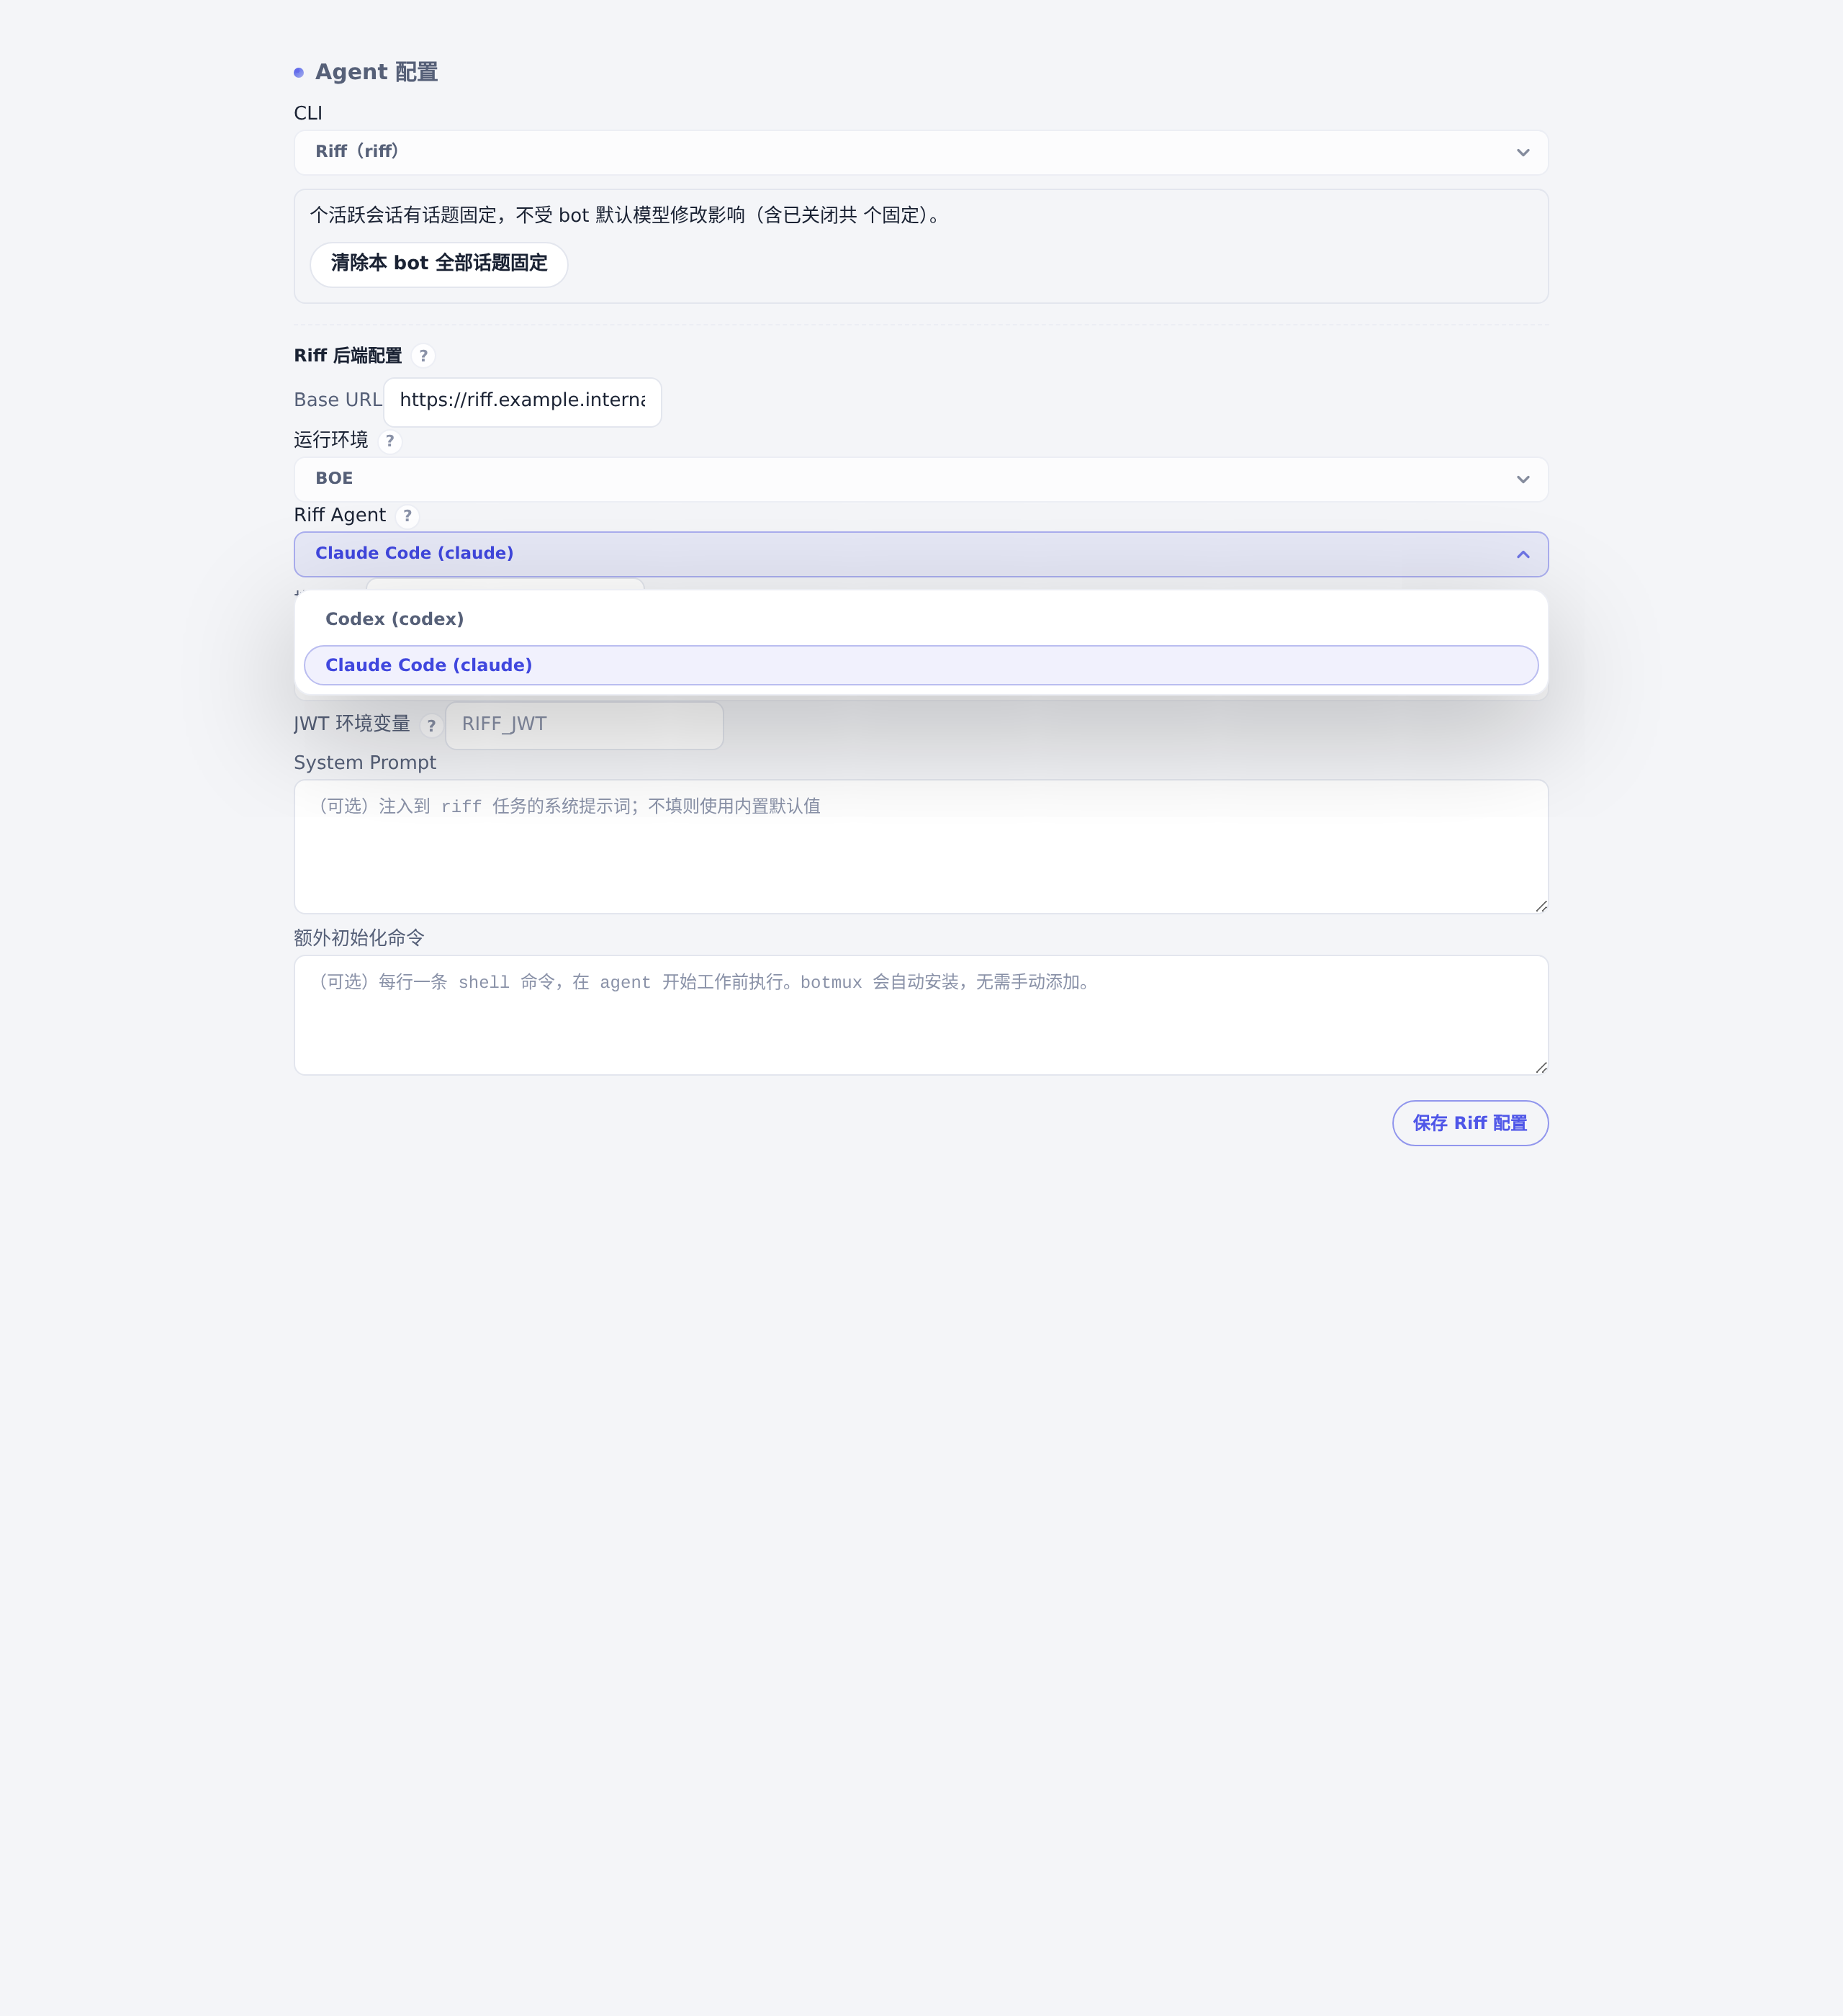 Agent 配置
CLI
Riff（riff）
个活跃会话有话题固定，不受 bot 默认模型修改影响（含已关闭共 个固定）。
清除本 bot 全部话题固定
Riff 后端配置 ?
Base URL https://riff.example.interna
运行环境 ?
BOE
Riff Agent ?
Claude Code (claude)
Codex (codex)
Claude Code (claude)
JWT 环境变量 ? RIFF_JWT
System Prompt
（可选）注入到 riff 任务的系统提示词；不填则使用内置默认值
额外初始化命令
（可选）每行一条 shell 命令，在 agent 开始工作前执行。botmux 会自动安装，无需手动添加。
保存 Riff 配置